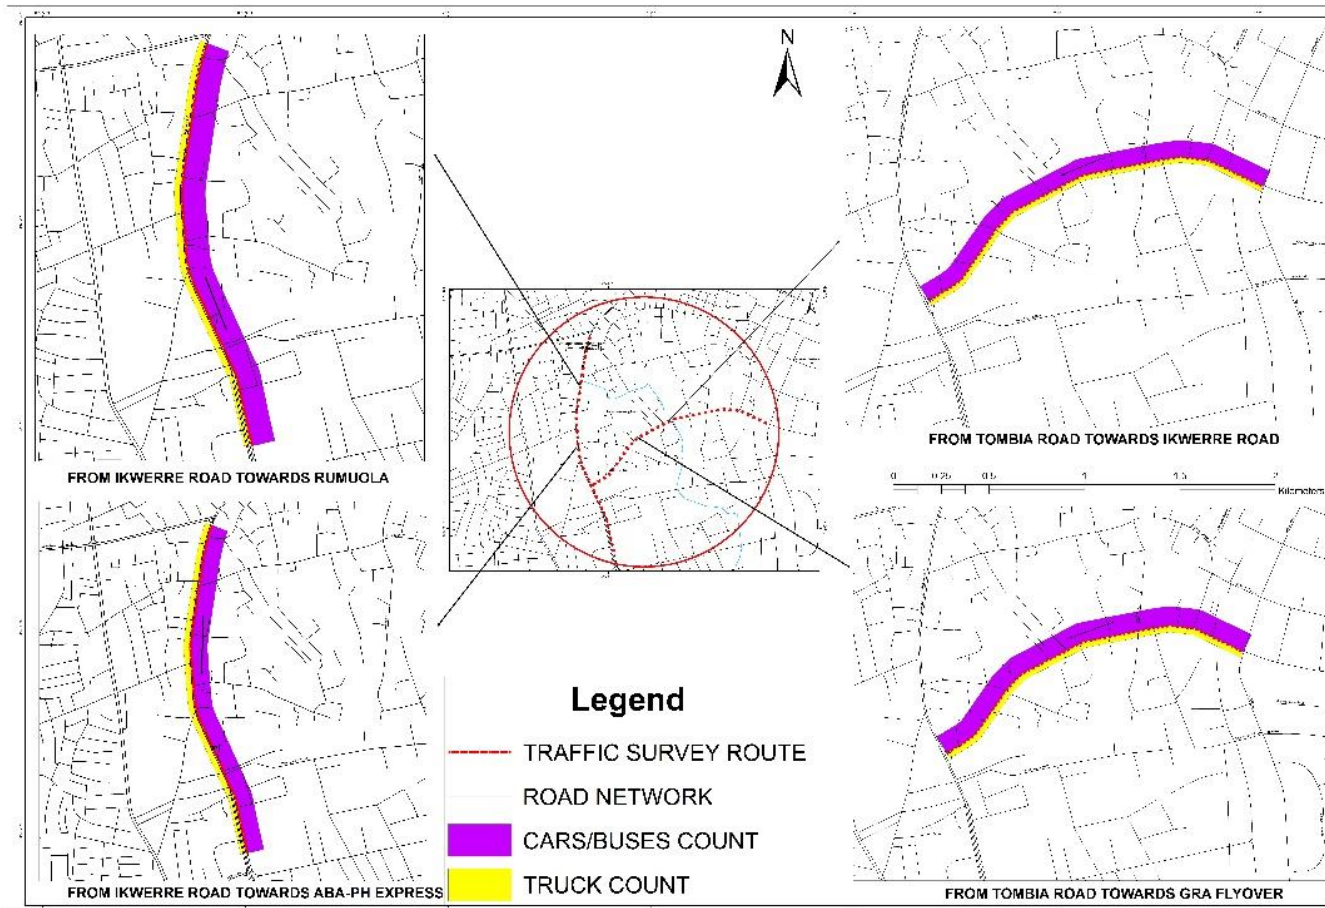 N
FROM IKWERRE ROAD TOWARDS RUMUOLA
FROM TOMBIA ROAD TOWARDS IKWERRE ROAD
0 0.25 0.5 1 1.5 2
Kilometers
Legend
TRAFFIC SURVEY ROUTE
ROAD NETWORK
CARS/BUSES COUNT
TRUCK COUNT
FROM IKWERRE ROAD TOWARDS ABA-PH EXPRESS
FROM TOMBIA ROAD TOWARDS GRA FLYOVER